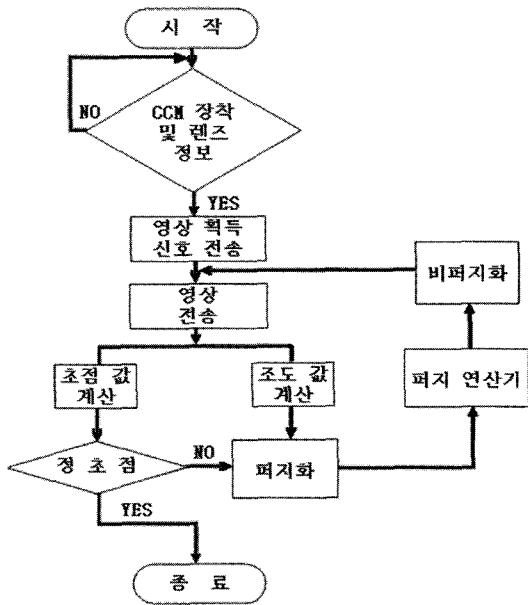 시 작
NO
CCM 장착
및 렌즈
정보
YES
영상 획득
신호 전송
비퍼지화
영상
전송
초점 값
계산
조도 값
계산
퍼지 연산기
정 초점
NO
퍼지화
YES
종 료